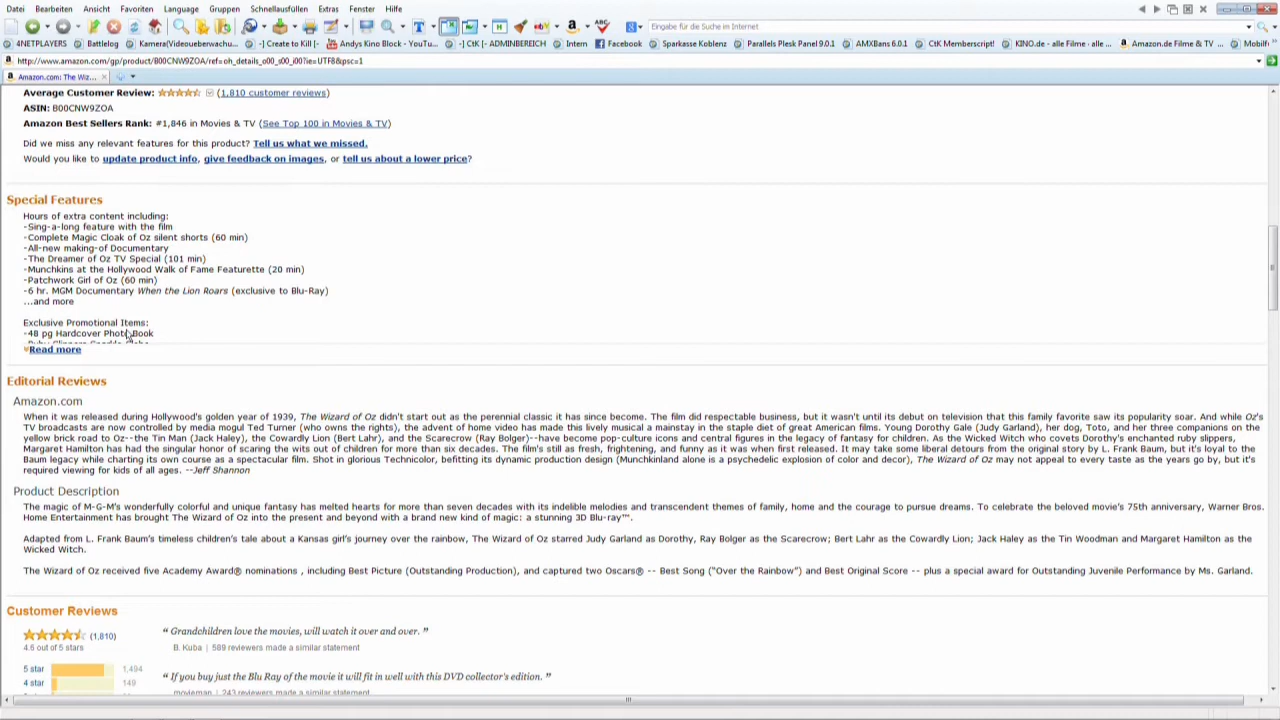 Datei Bearbeiten Ansicht Favoriten Language Gruppen Schnellausfüllen Extras Fenster Hilfe
Zurück Suchen Eingabe für die Suche im Internet
4NETPLAYERS Battlelog Kamera(Videoueberwachu... -] Create to Kill [- Andys Kino Block - YouTu... -] CtK [- ADMINBEREICH Intern Facebook Sparkasse Koblenz Parallels Plesk Panel 9.0.1 AMXBans 6.0.1 CtK Memberscript! KINO.de - alle Filme · alle ... Amazon.de Filme & TV ...
http://www.amazon.com/gp/product/B00CNW9ZOA/ref=oh_details_o00_s00_i00?ie=UTF8&psc=1
Amazon.com: The Wiz...
Average Customer Review: (1,810 customer reviews)
ASIN: B00CNW9ZOA
Amazon Best Sellers Rank: #1,846 in Movies & TV (See Top 100 in Movies & TV)
Did we miss any relevant features for this product? Tell us what we missed.
Would you like to update product info, give feedback on images, or tell us about a lower price?
Special Features
Hours of extra content including:
-Sing-a-long feature with the film
-Complete Magic Cloak of Oz silent shorts (60 min)
-All-new making-of Documentary
-The Dreamer of Oz TV Special (101 min)
-Munchkins at the Hollywood Walk of Fame Featurette (20 min)
-Patchwork Girl of Oz (60 min)
-6 hr. MGM Documentary When the Lion Roars (exclusive to Blu-Ray)
...and more
Exclusive Promotional Items:
-48 pg Hardcover Photo Book
Read more
Editorial Reviews
Amazon.com
When it was released during Hollywood's golden year of 1939, The Wizard of Oz didn't start out as the perennial classic it has since become. The film did respectable business, but it wasn't until its debut on television that this family favorite saw its popularity soar. And while Oz's
TV broadcasts are now controlled by media mogul Ted Turner (who owns the rights), the advent of home video has made this lively musical a mainstay in the staple diet of great American films. Young Dorothy Gale (Judy Garland), her dog, Toto, and her three companions on the
yellow brick road to Oz--the Tin Man (Jack Haley), the Cowardly Lion (Bert Lahr), and the Scarecrow (Ray Bolger)--have become pop-culture icons and central figures in the legacy of fantasy for children. As the Wicked Witch who covets Dorothy's enchanted ruby slippers,
Margaret Hamilton has had the singular honor of scaring the wits out of children for more than six decades. The film's still as fresh, frightening, and funny as it was when first released. It may take some liberal detours from the original story by L. Frank Baum, but it's loyal to the
Baum legacy while charting its own course as a spectacular film. Shot in glorious Technicolor, befitting its dynamic production design (Munchkinland alone is a psychedelic explosion of color and decor), The Wizard of Oz may not appeal to every taste as the years go by, but it's
required viewing for kids of all ages. --Jeff Shannon
Product Description
The magic of M-G-M's wonderfully colorful and unique fantasy has melted hearts for more than seven decades with its indelible melodies and transcendent themes of family, home and the courage to pursue dreams. To celebrate the beloved movie's 75th anniversary, Warner Bros.
Home Entertainment has brought The Wizard of Oz into the present and beyond with a brand new kind of magic: a stunning 3D Blu-ray™.
Adapted from L. Frank Baum's timeless children's tale about a Kansas girl's journey over the rainbow, The Wizard of Oz starred Judy Garland as Dorothy, Ray Bolger as the Scarecrow; Bert Lahr as the Cowardly Lion; Jack Haley as the Tin Woodman and Margaret Hamilton as the
Wicked Witch.
The Wizard of Oz received five Academy Award® nominations , including Best Picture (Outstanding Production), and captured two Oscars® -- Best Song ("Over the Rainbow") and Best Original Score -- plus a special award for Outstanding Juvenile Performance by Ms. Garland.
Customer Reviews
(1,810)
4.6 out of 5 stars
5 star 1,494
4 star 149
“ Grandchildren love the movies, will watch it over and over. ”
B. Kuba | 589 reviewers made a similar statement
“ If you buy just the Blu Ray of the movie it will fit in well with this DVD collector's edition. ”
movieman | 243 reviewers made a similar statement